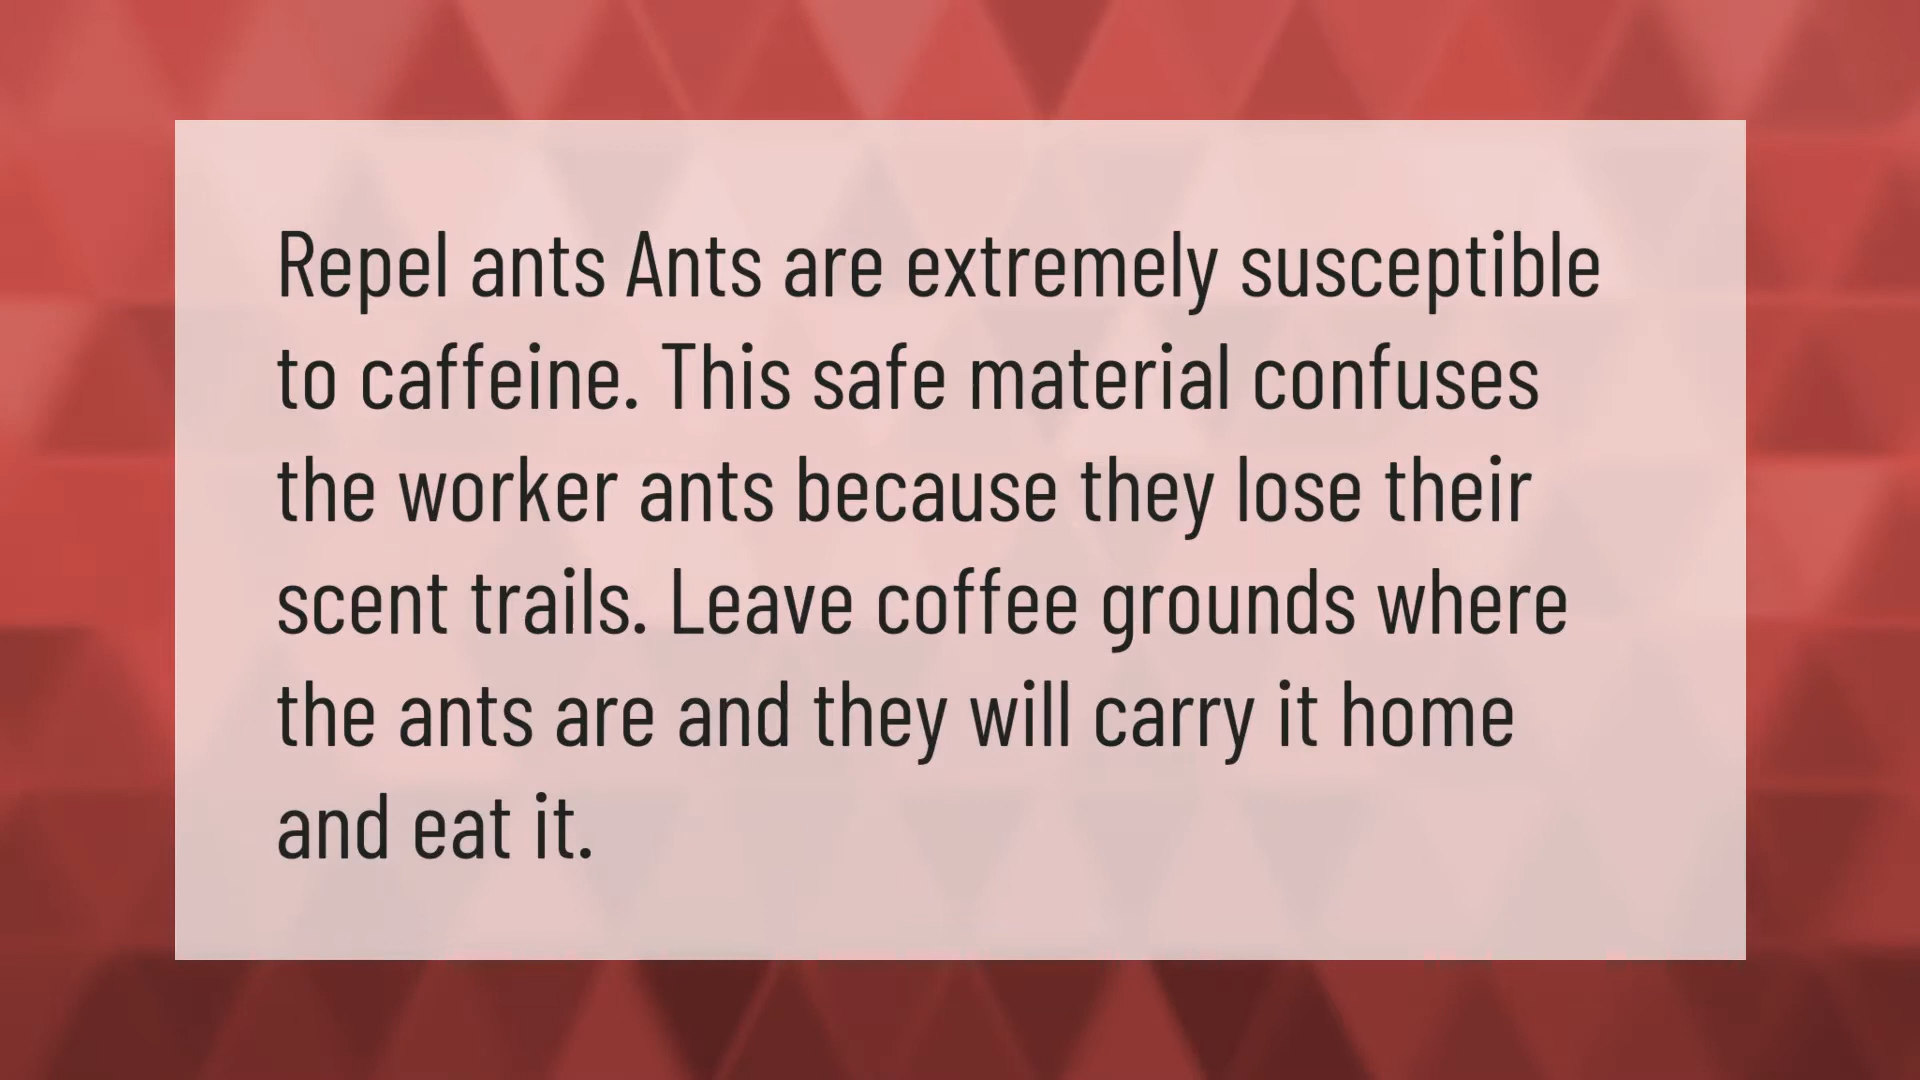 Repel ants Ants are extremely susceptible
to caffeine. This safe material confuses
the worker ants because they lose their
scent trails. Leave coffee grounds where
the ants are and they will carry it home
and eat it.